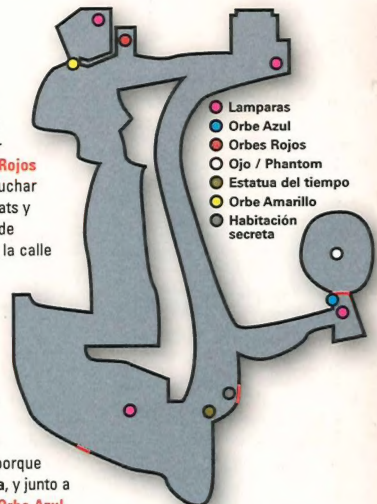 Rojos
uchar
ats y
de
la calle
Lamparas
Orbe Azul
Orbes Rojos
Ojo / Phantom
Estatua del tiempo
Orbe Amarillo
Habitación
secreta
porque
a, y junto a
Orbe Azul